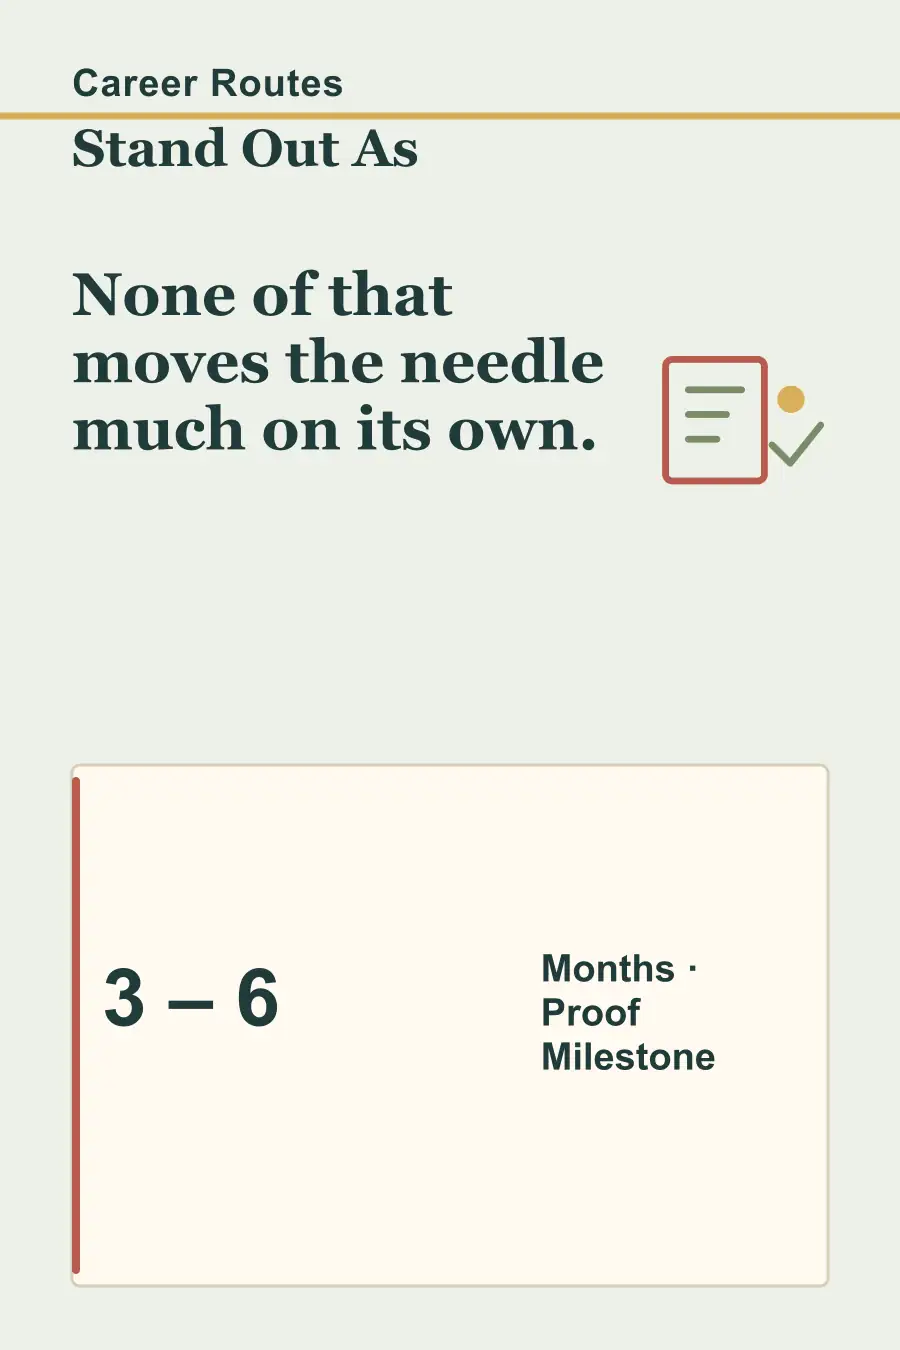 Career Routes
Stand Out As
None of that
moves the needle
much on its own.
3 – 6
Months ·
Proof
Milestone